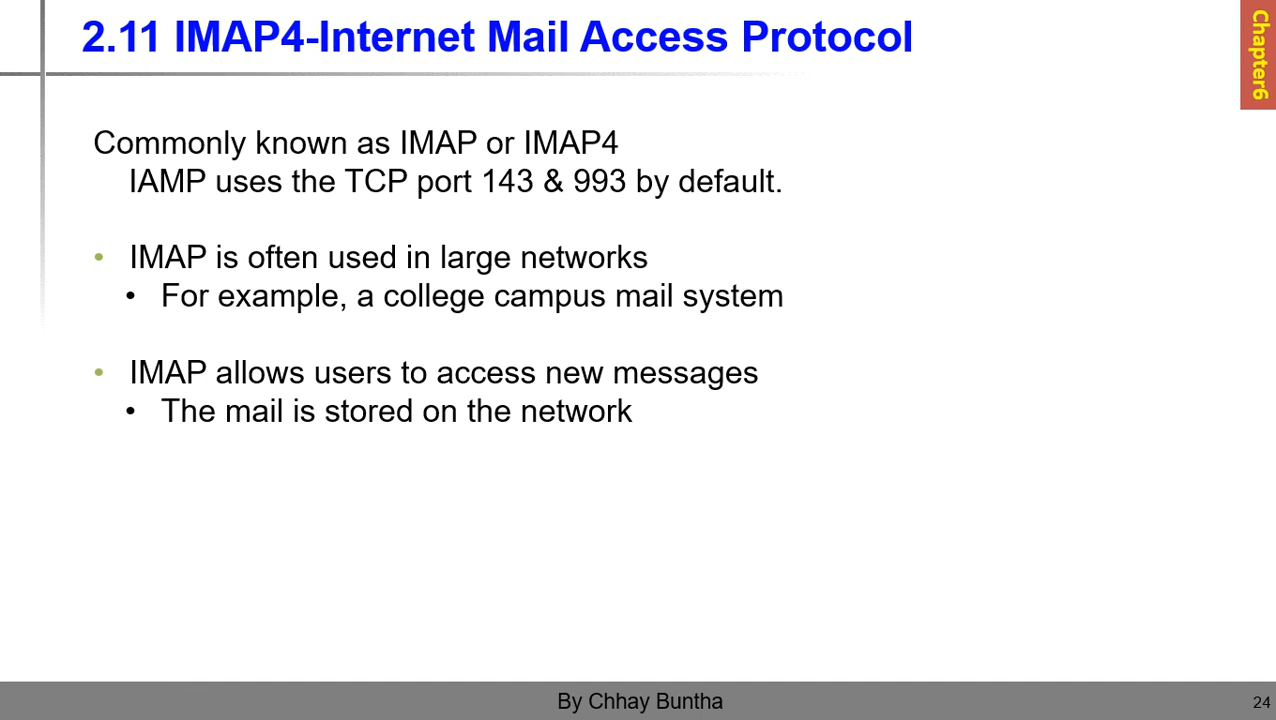 2.11 IMAP4-Internet Mail Access Protocol
Chapter6
Commonly known as IMAP or IMAP4
IAMP uses the TCP port 143 & 993 by default.
• IMAP is often used in large networks
• For example, a college campus mail system
• IMAP allows users to access new messages
• The mail is stored on the network
By Chhay Buntha
24